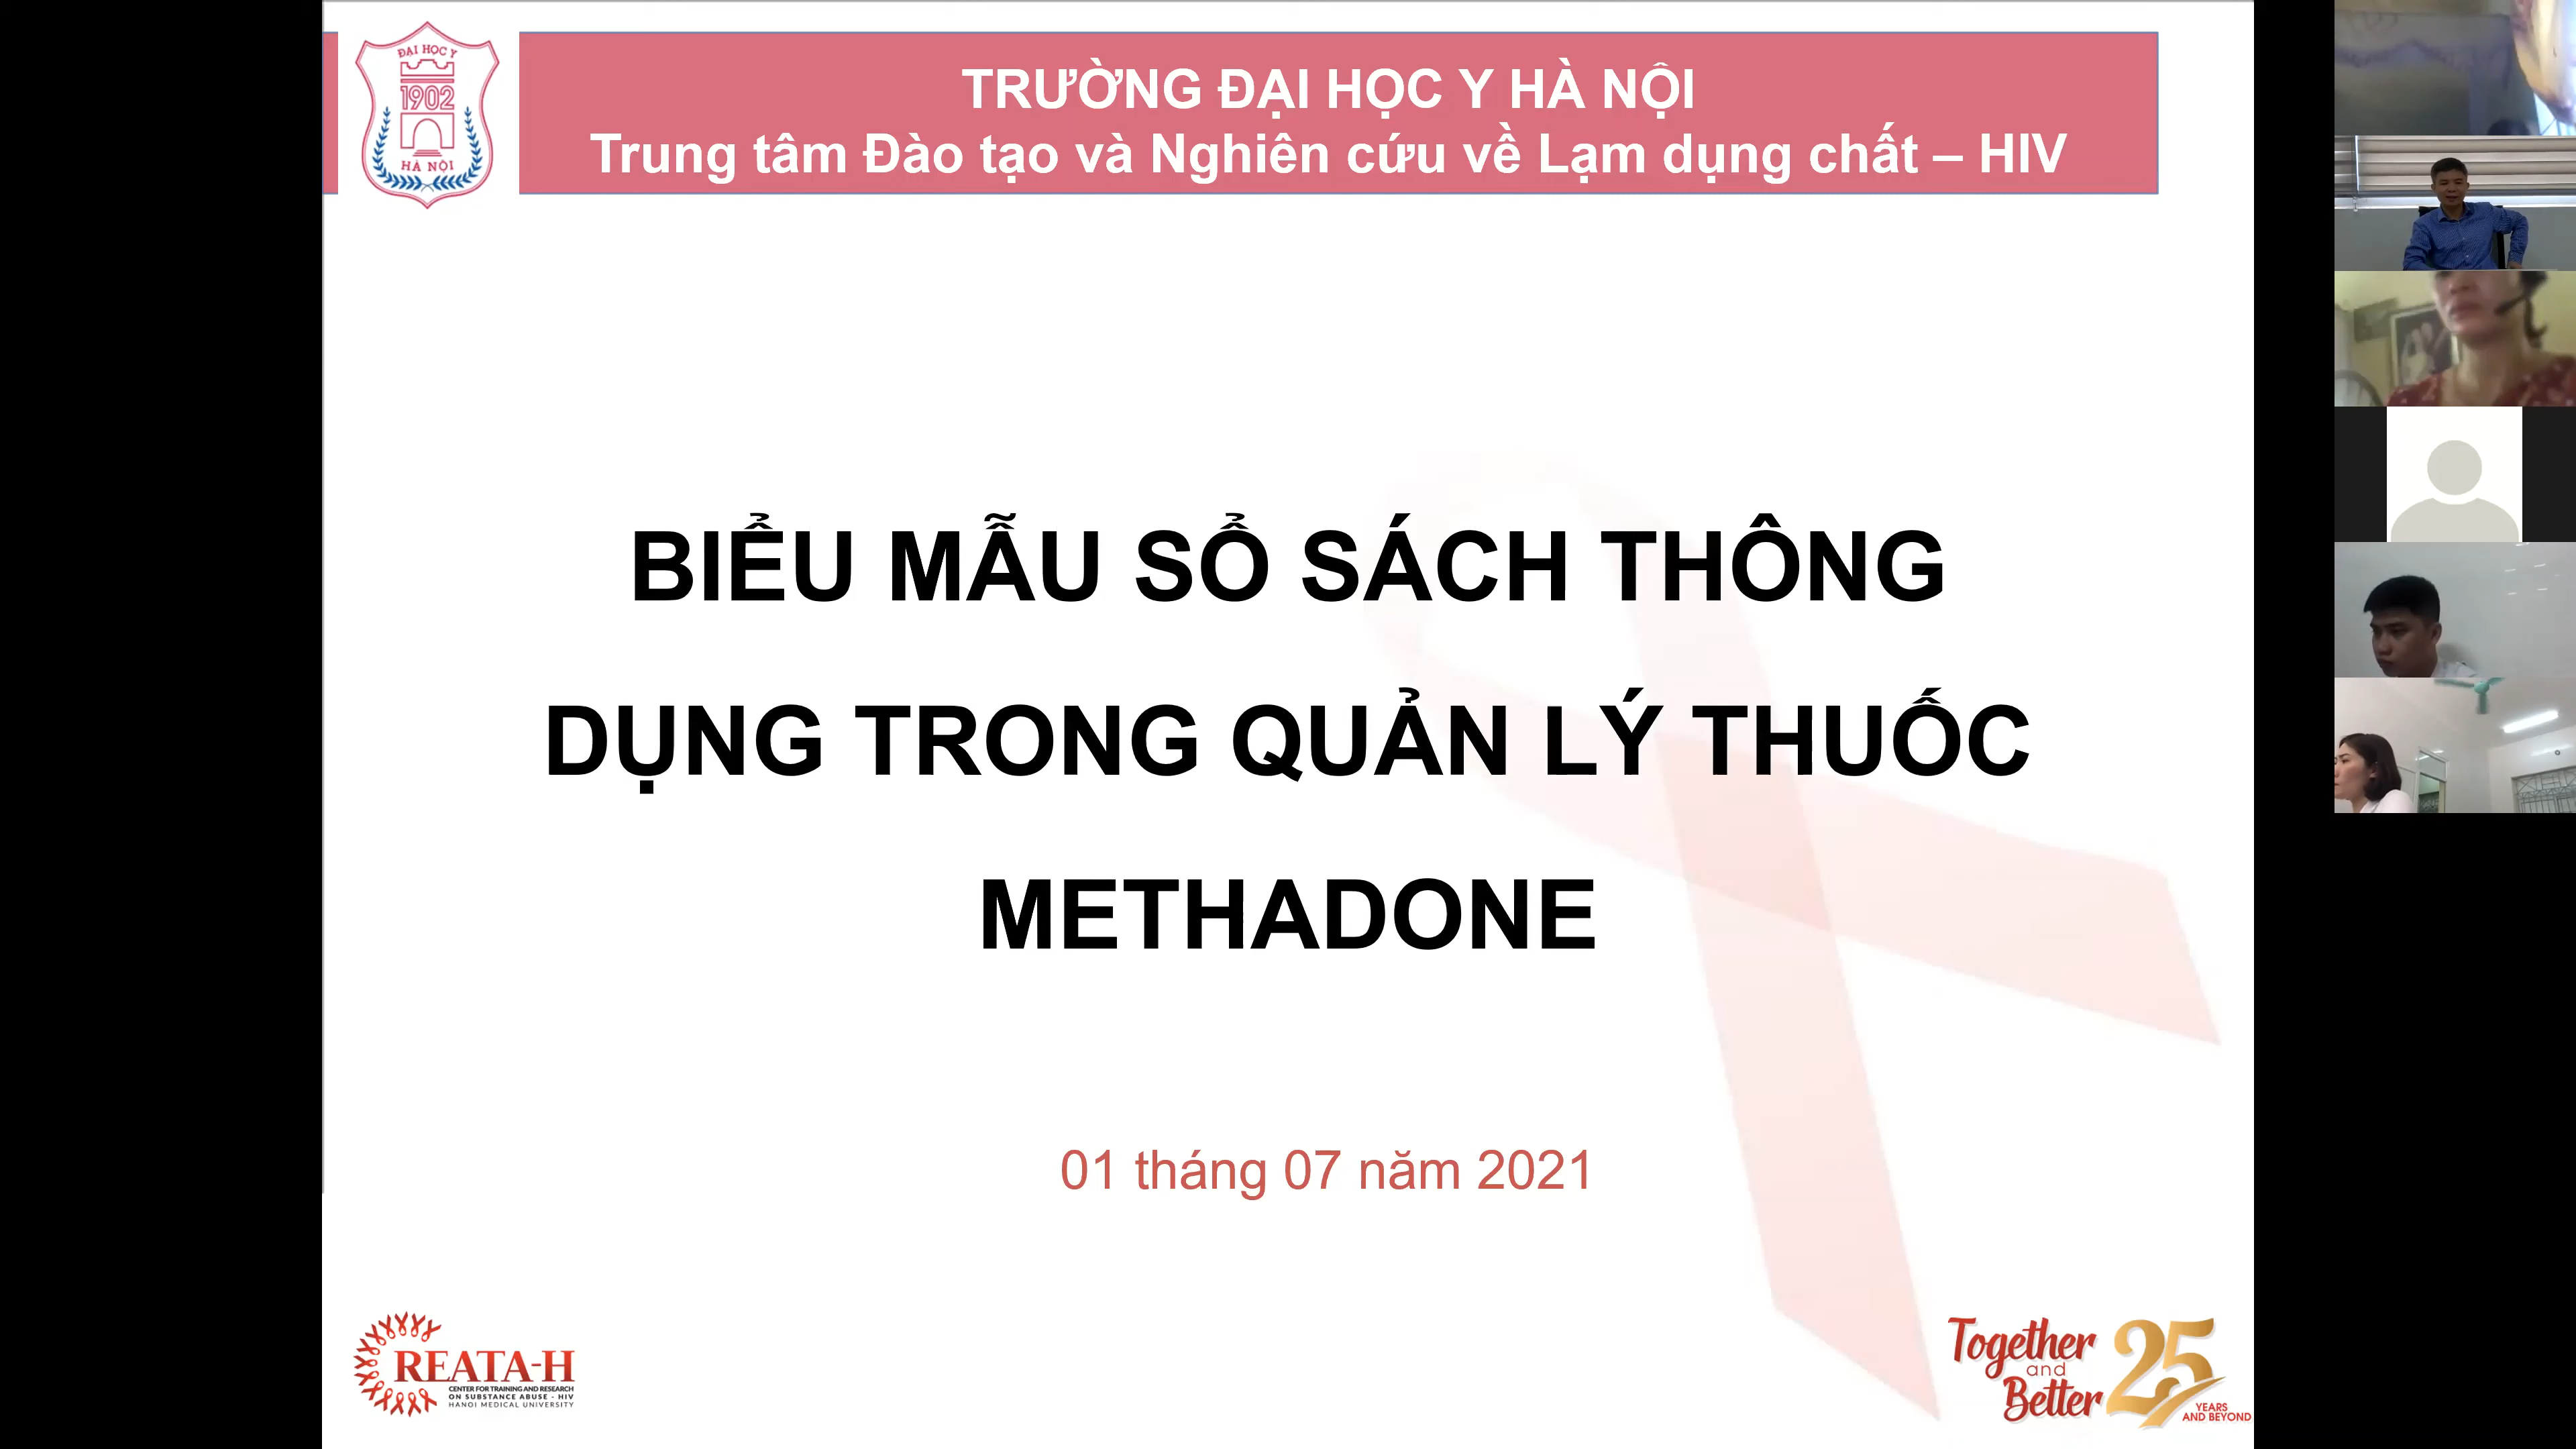 ĐẠI HỌC Y
1902
HÀ NỘI
TRƯỜNG ĐẠI HỌC Y HÀ NỘI
Trung tâm Đào tạo và Nghiên cứu về Lạm dụng chất – HIV
BIỂU MẪU SỔ SÁCH THÔNG
DỤNG TRONG QUẢN LÝ THUỐC
METHADONE
01 tháng 07 năm 2021
CREATA-H
CENTER FOR TRAINING AND RESEARCH
ON SUBSTANCE ABUSE - HIV
HANOI MEDICAL UNIVERSITY
Together
and
Better
25
YEARS
AND BEYOND